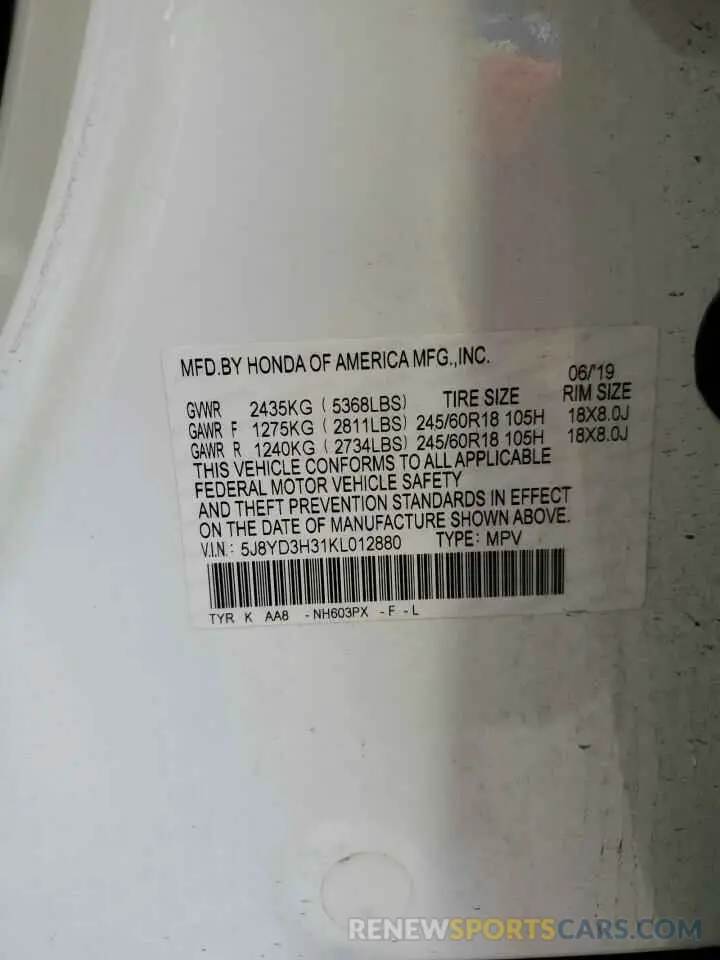 MFD.BY HONDA OF AMERICA MFG.,INC.
06/'19
GVWR 2435KG ( 5368LBS) TIRE SIZE RIM SIZE
GAWR F 1275KG ( 2811LBS) 245/60R18 105H 18X8.0J
GAWR R 1240KG ( 2734LBS) 245/60R18 105H 18X8.0J
THIS VEHICLE CONFORMS TO ALL APPLICABLE
FEDERAL MOTOR VEHICLE SAFETY
AND THEFT PREVENTION STANDARDS IN EFFECT
ON THE DATE OF MANUFACTURE SHOWN ABOVE.
V.I.N.: 5J8YD3H31KL012880 TYPE: MPV
TYR K AA8 -NH603PX -F-L
RENEWSPORTSCARS.COM